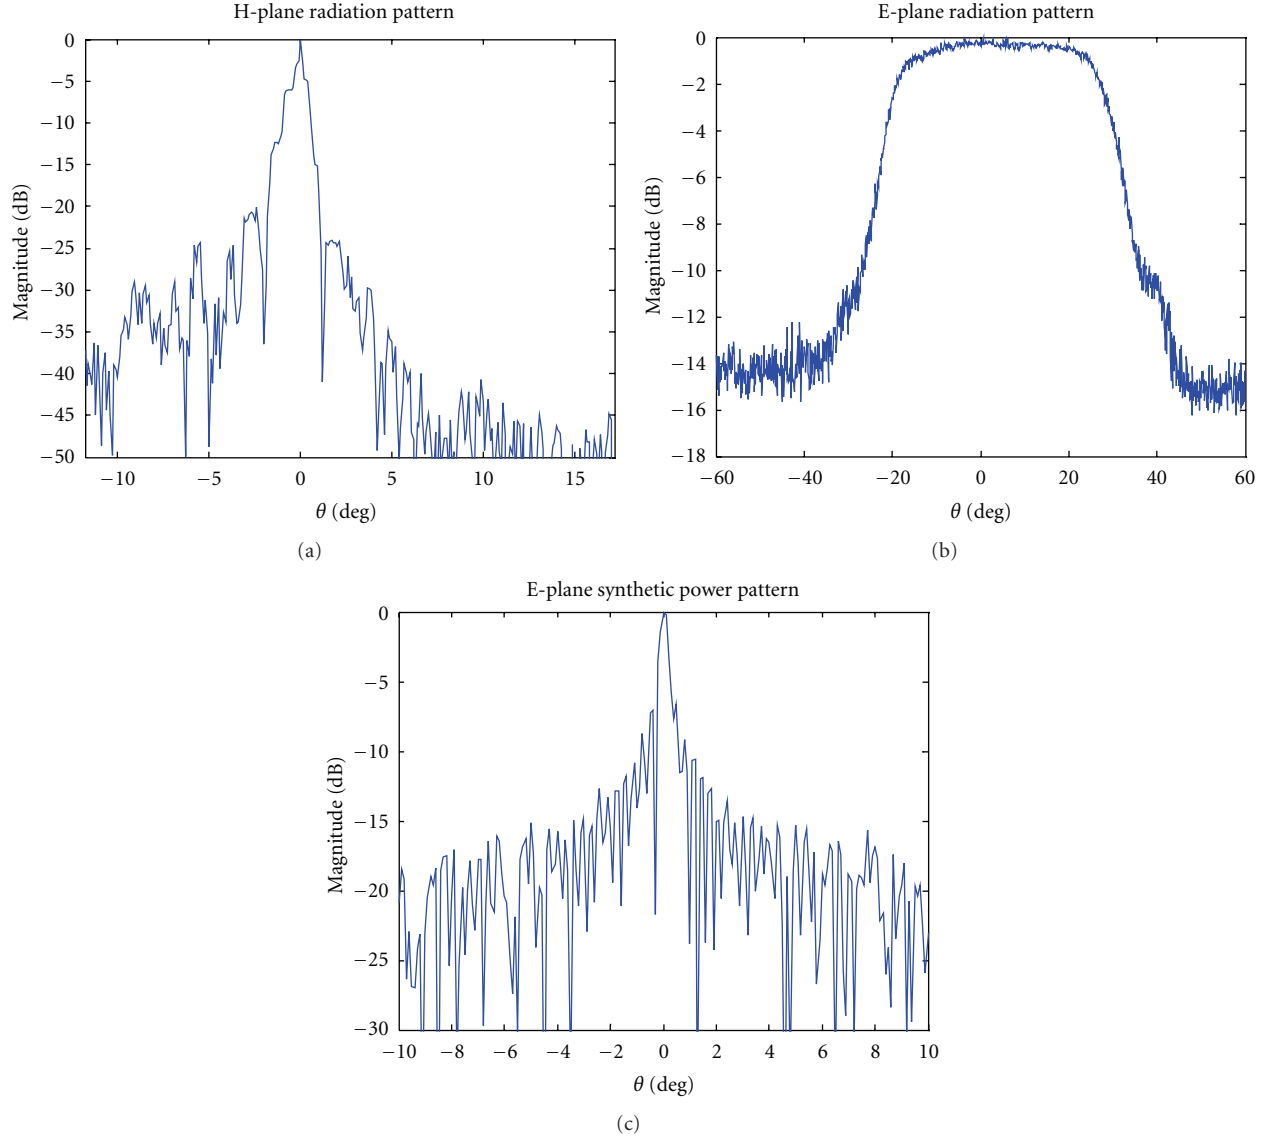 H-plane radiation pattern
0
−5
−10
−15
−20
−25
−30
−35
−40
−45
−50
Magnitude (dB)
−10 −5 0 5 10 15
θ (deg)
(a)
E-plane radiation pattern
0
−2
−4
−6
−8
−10
−12
−14
−16
−18
Magnitude (dB)
−60 −40 −20 0 20 40 60
θ (deg)
(b)
E-plane synthetic power pattern
0
−5
−10
−15
−20
−25
−30
Magnitude (dB)
−10 −8 −6 −4 −2 0 2 4 6 8 10
θ (deg)
(c)